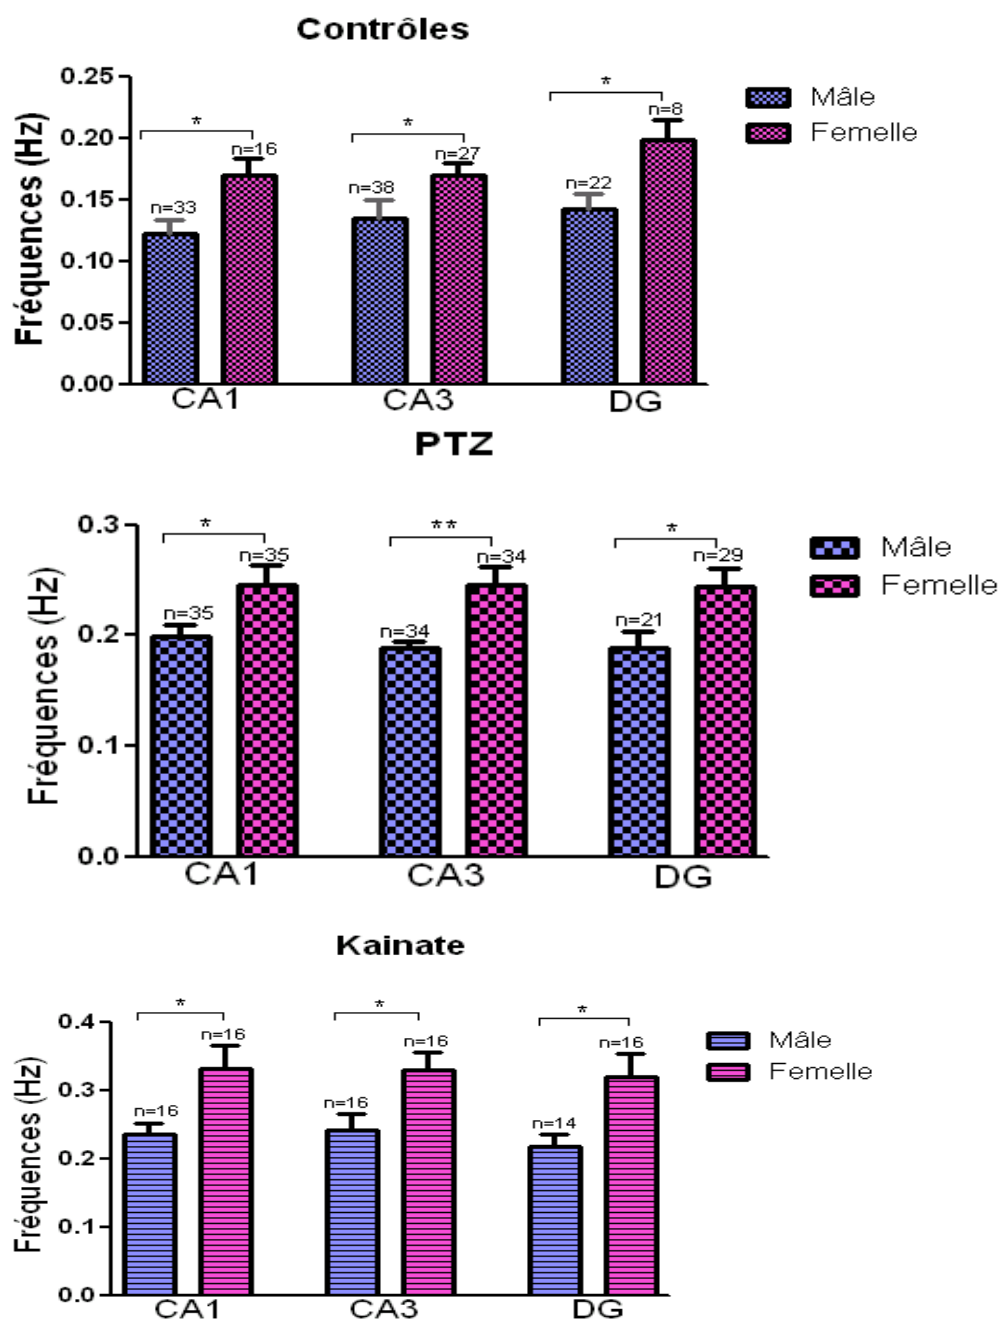 Contrôles
Fréquences (Hz)
0.25
0.20
0.15
0.10
0.05
0.00
* * *
n=33 n=16 n=38 n=27 n=22 n=8
CA1 CA3 DG
Mâle
Femelle
PTZ
Fréquences (Hz)
0.3
0.2
0.1
0.0
* ** *
n=35 n=35 n=34 n=34 n=21 n=29
CA1 CA3 DG
Mâle
Femelle
Kainate
Fréquences (Hz)
0.4
0.3
0.2
0.1
0.0
* * *
n=16 n=16 n=16 n=16 n=14 n=16
CA1 CA3 DG
Mâle
Femelle